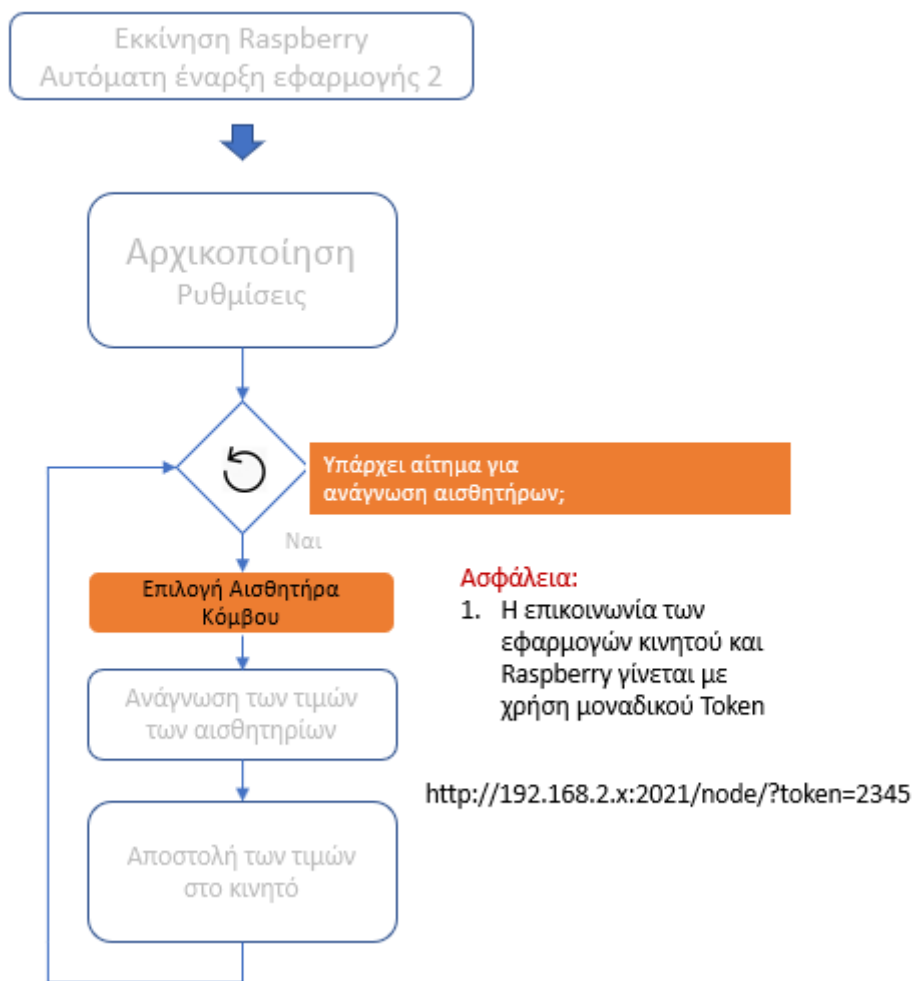 Εκκίνηση Raspberry
Αυτόματη έναρξη εφαρμογής 2
Αρχικοποίηση
Ρυθμίσεις
Υπάρχει αίτημα για
ανάγνωση αισθητήρων;
Ναι
Επιλογή Αισθητήρα
Κόμβου
Ασφάλεια:
1. Η επικοινωνία των
εφαρμογών κινητού και
Raspberry γίνεται με
χρήση μοναδικού Token
Ανάγνωση των τιμών
των αισθητηρίων
http://192.168.2.x:2021/node/?token=2345
Αποστολή των τιμών
στο κινητό